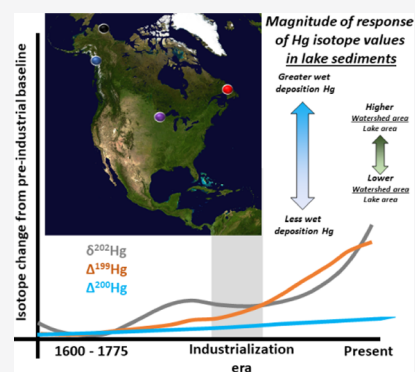 Magnitude of response
of Hg isotope values
in lake sediments
Greater wet
deposition Hg
Higher
Watershed area
Lake area
Lower
Watershed area
Lake area
Less wet
deposition Hg
Isotope change from pre-industrial baseline
δ²⁰²Hg
Δ¹⁹⁹Hg
Δ²⁰⁰Hg
1600 - 1775
Industrialization
era
Present